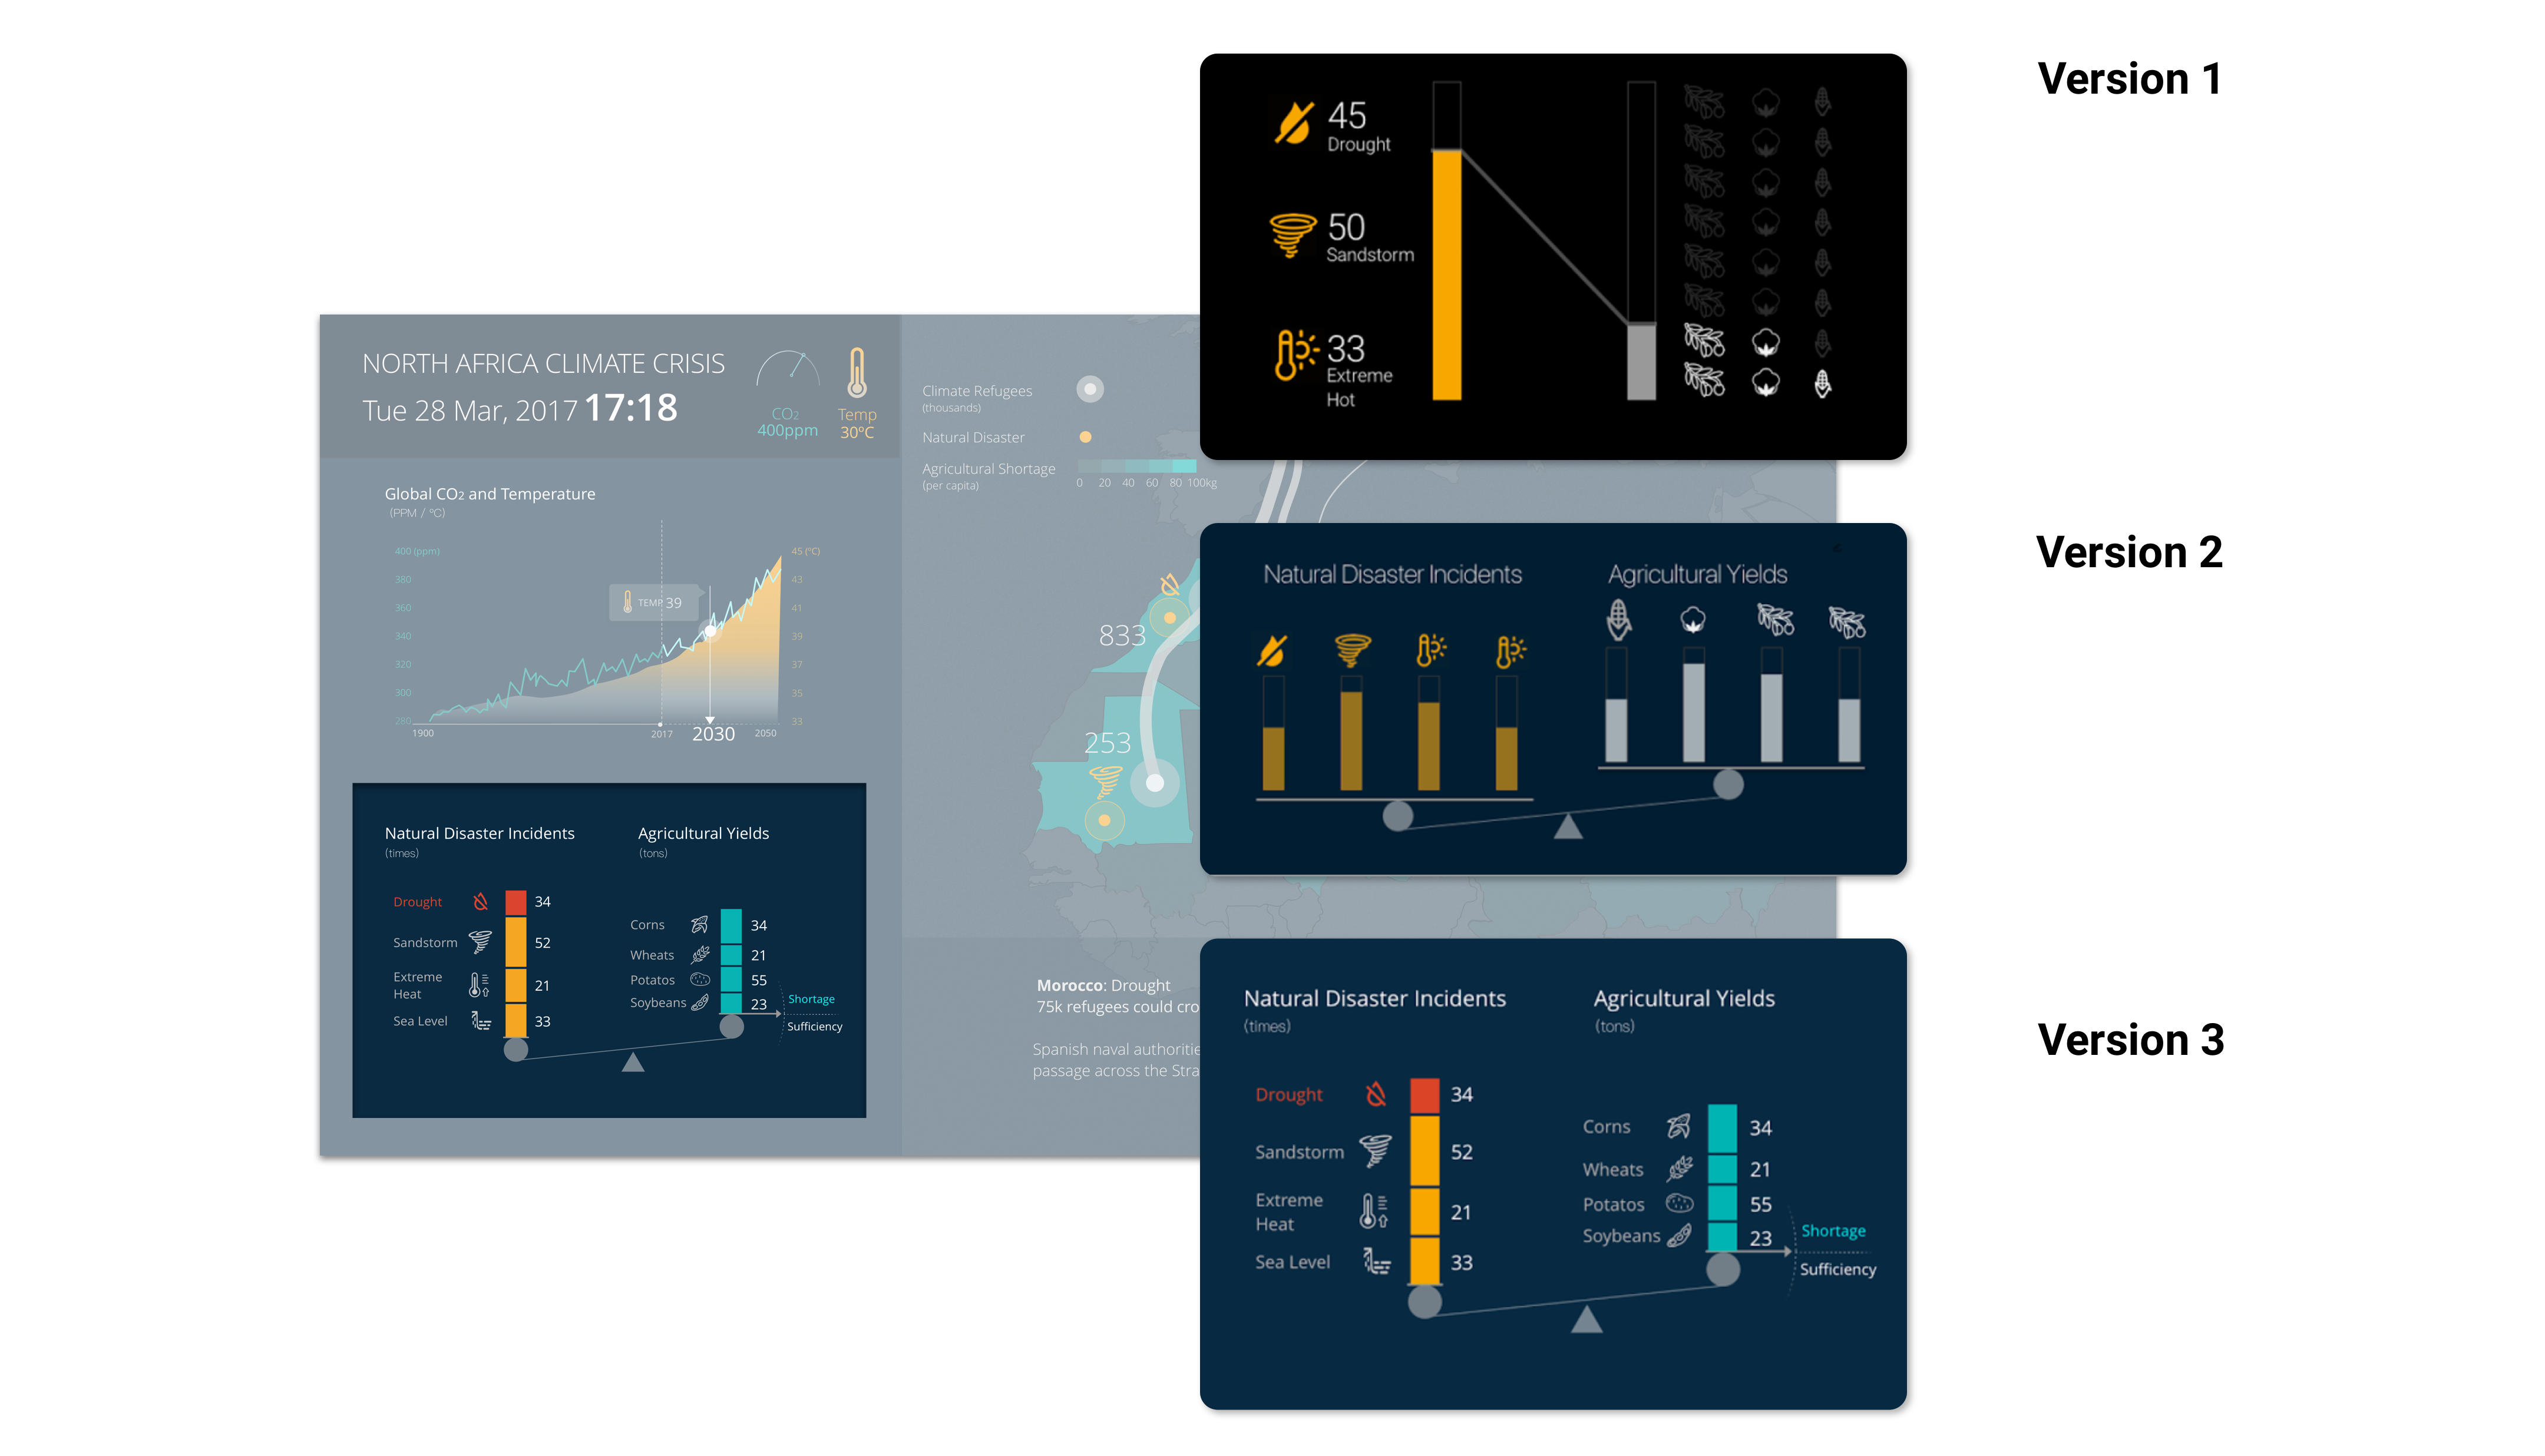 Version 1
45
Drought
50
Sandstorm
33
Extreme
Hot
NORTH AFRICA CLIMATE CRISIS
Tue 28 Mar, 2017 17:18
CO2
400ppm
Temp
30°C
Climate Refugees
(thousands)
Natural Disaster
Agricultural Shortage
(per capita)
0 20 40 60 80 100kg
Global CO2 and Temperature
(PPM / °C)
400 (ppm)
380
360
340
320
300
280
45 (°C)
43
41
39
37
35
33
TEMP 39
1900
2017
2030
2050
833
253
Natural Disaster Incidents
(times)
Drought 34
Sandstorm 52
Extreme
Heat
21
Sea Level 33
Agricultural Yields
(tons)
Corns 34
Wheats 21
Potatos 55
Soybeans 23
Shortage
Sufficiency
Morocco: Drought
75k refugees could cro
Spanish naval authoritie
passage across the Stra
Version 2
Natural Disaster Incidents
Agricultural Yields
Version 3
Natural Disaster Incidents
(times)
Drought 34
Sandstorm 52
Extreme
Heat
21
Sea Level 33
Agricultural Yields
(tons)
Corns 34
Wheats 21
Potatos 55
Soybeans 23
Shortage
Sufficiency